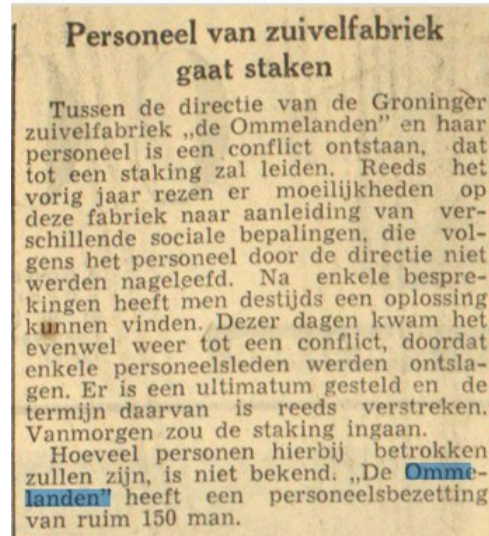 Personeel van zuivelfabriek
gaat staken
Tussen de directie van de Groninger
zuivelfabriek „de Ommelanden” en haar
personeel is een conflict ontstaan, dat
tot een staking zal leiden. Reeds het
vorig jaar rezen er moeilijkheden op
deze fabriek naar aanleiding van ver-
schillende sociale bepalingen, die vol-
gens het personeel door de directie niet
werden nageleefd. Na enkele bespre-
kingen heeft men destijds een oplossing
kunnen vinden. Dezer dagen kwam het
evenwel weer tot een conflict, doordat
enkele personeelsleden werden ontsla-
gen. Er is een ultimatum gesteld en de
termijn daarvan is reeds verstreken.
Vanmorgen zou de staking ingaan.
Hoeveel personen hierbij betrokken
zullen zijn, is niet bekend. „De Omme-
landen” heeft een personeelsbezetting
van ruim 150 man.